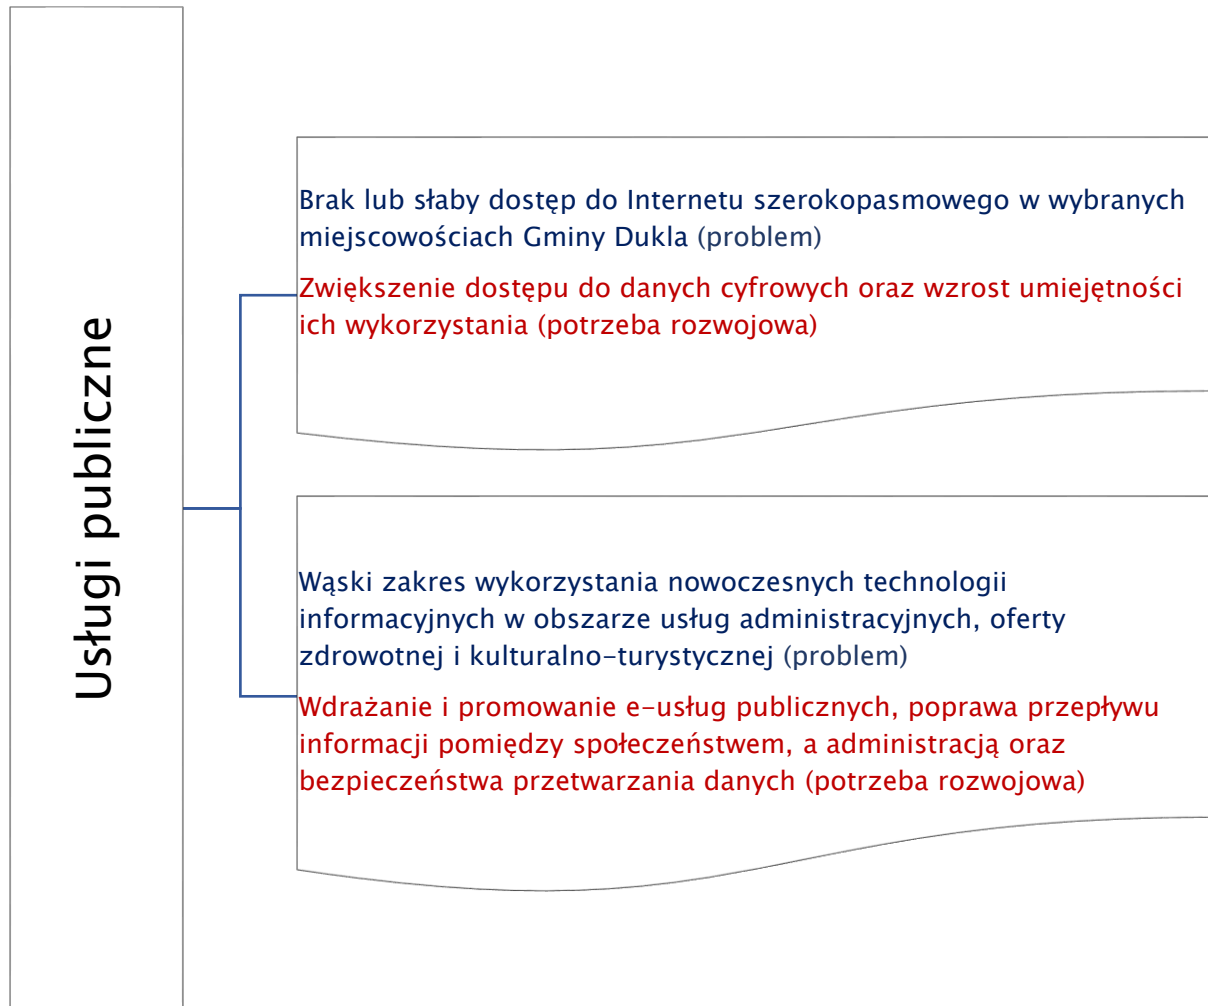 Usługi publiczne
Brak lub słaby dostęp do Internetu szerokopasmowego w wybranych
miejscowościach Gminy Dukla (problem)
Zwiększenie dostępu do danych cyfrowych oraz wzrost umiejętności
ich wykorzystania (potrzeba rozwojowa)
Wąski zakres wykorzystania nowoczesnych technologii
informacyjnych w obszarze usług administracyjnych, oferty
zdrowotnej i kulturalno-turystycznej (problem)
Wdrażanie i promowanie e-usług publicznych, poprawa przepływu
informacji pomiędzy społeczeństwem, a administracją oraz
bezpieczeństwa przetwarzania danych (potrzeba rozwojowa)